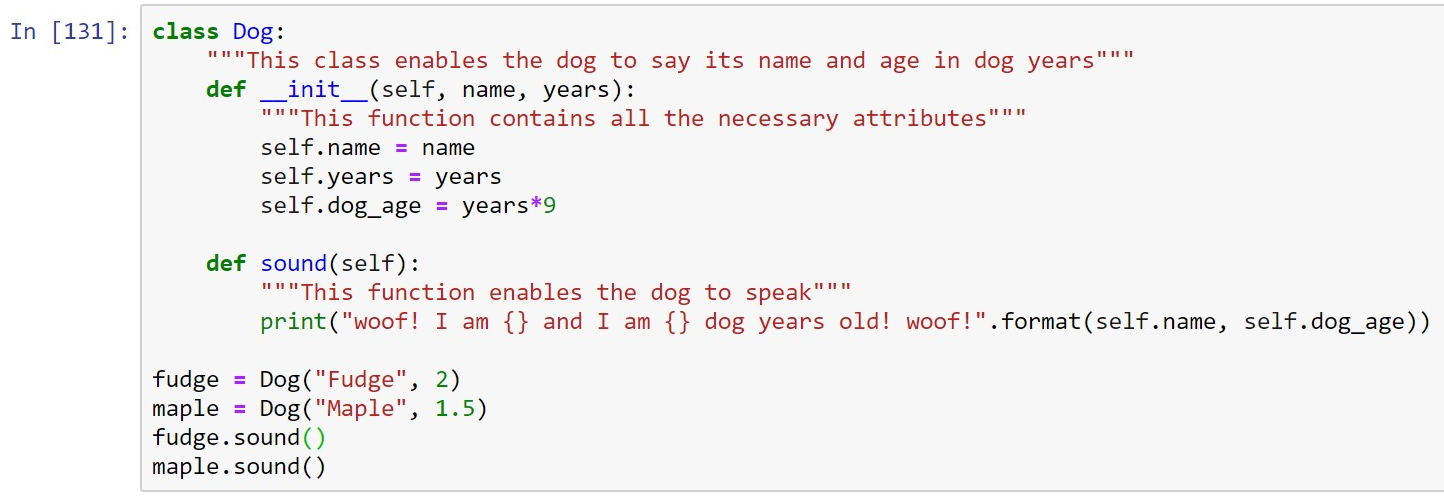 In [131]: class Dog:
    """This class enables the dog to say its name and age in dog years"""
    def __init__(self, name, years):
        """This function contains all the necessary attributes"""
        self.name = name
        self.years = years
        self.dog_age = years*9

    def sound(self):
        """This function enables the dog to speak"""
        print("woof! I am {} and I am {} dog years old! woof!".format(self.name, self.dog_age))

fudge = Dog("Fudge", 2)
maple = Dog("Maple", 1.5)
fudge.sound()
maple.sound()